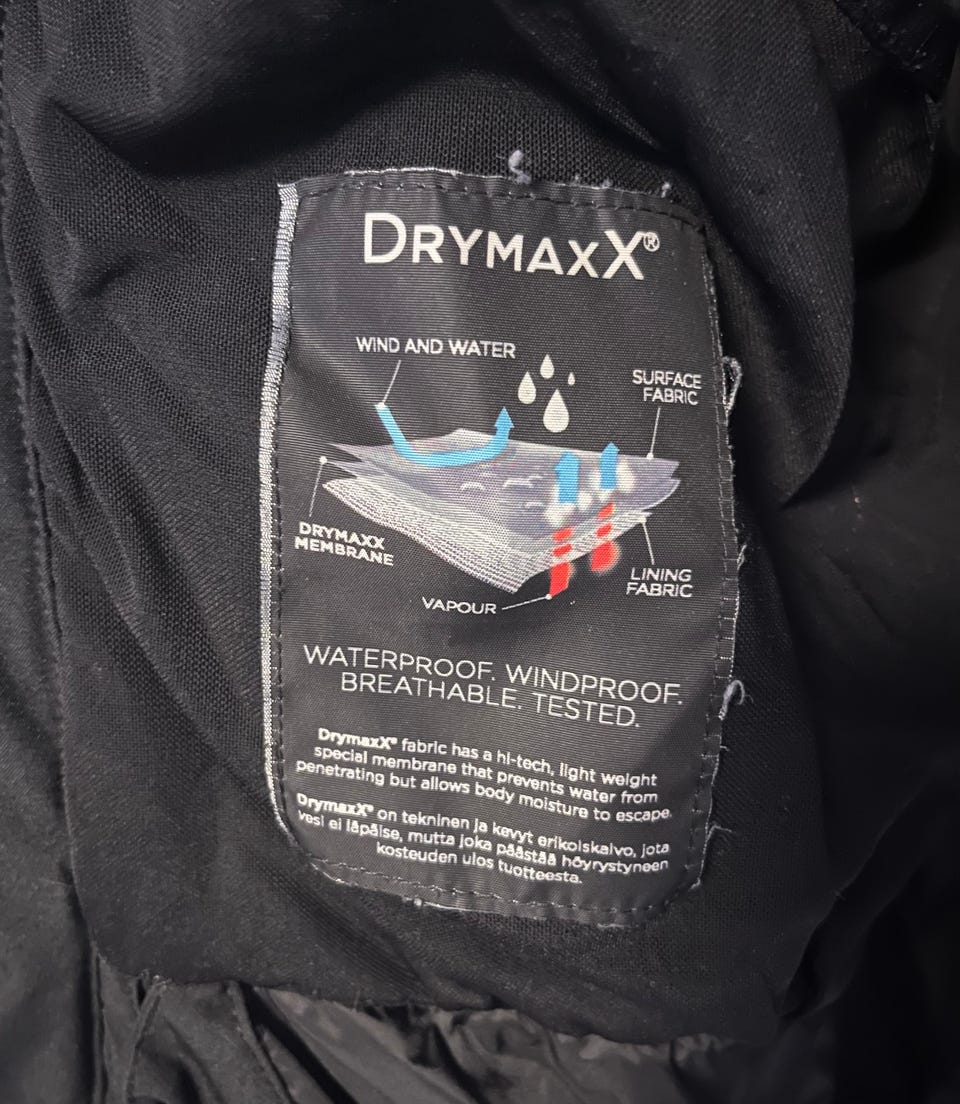 DRYMAXX®
WIND AND WATER
SURFACE
FABRIC
DRYMAXX
MEMBRANE
LINING
FABRIC
VAPOUR
WATERPROOF. WINDPROOF.
BREATHABLE. TESTED.
DrymaxX® fabric has a hi-tech, light weight
special membrane that prevents water from
penetrating but allows body moisture to escape.
DrymaxX® on tekninen ja kevyt erikoiskalvo, jota
vesi ei läpäise, mutta joka päästää höyrystyneen
kosteuden ulos tuotteesta.